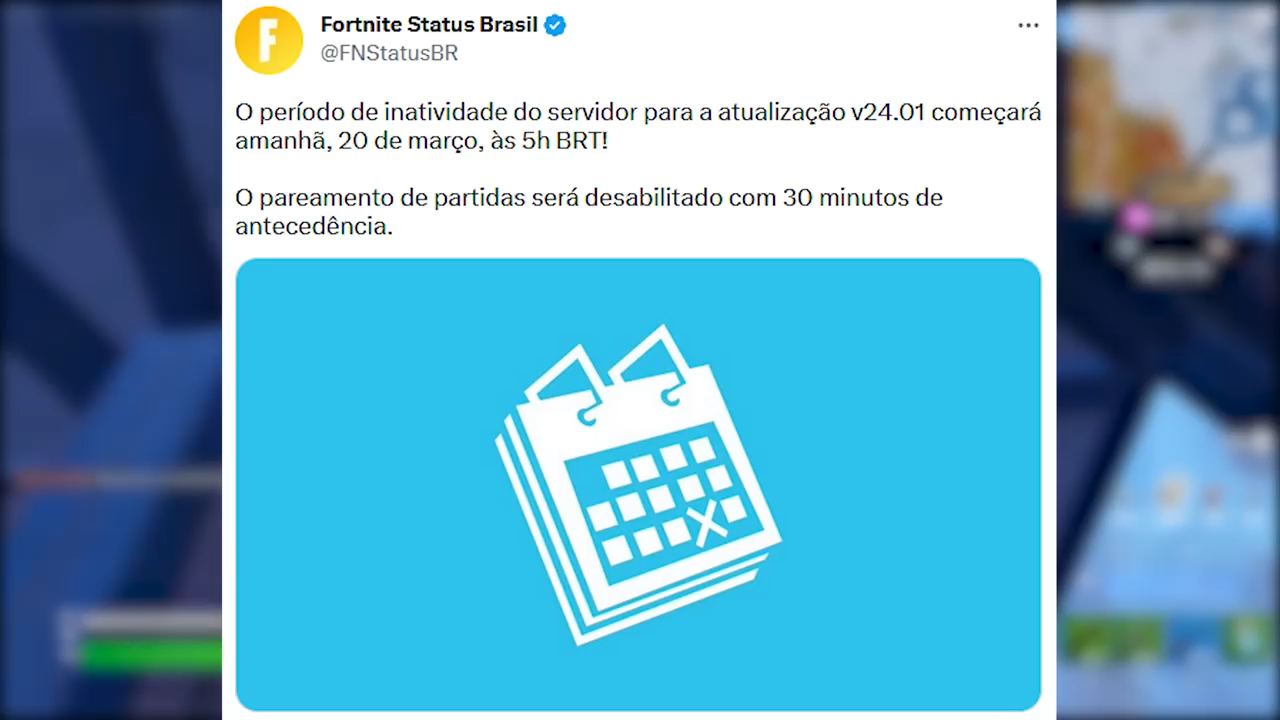 Fortnite Status Brasil
@FNStatusBR
O período de inatividade do servidor para a atualização v24.01 começará
amanhã, 20 de março, às 5h BRT!
O pareamento de partidas será desabilitado com 30 minutos de
antecedência.